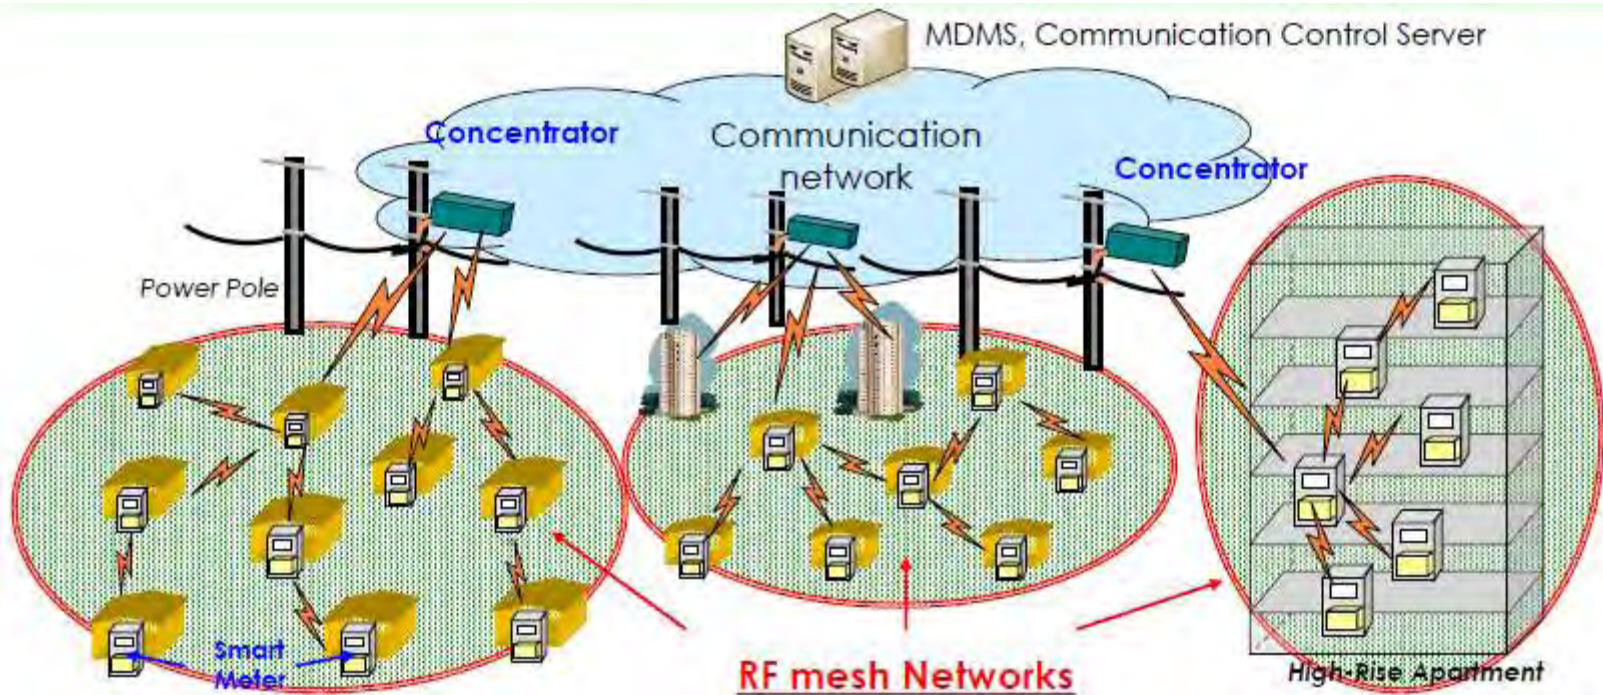 MDMS, Communication Control Server
Concentrator
Communication
network
Concentrator
Power Pole
Smart
Meter
RF mesh Networks
High-Rise Apartment